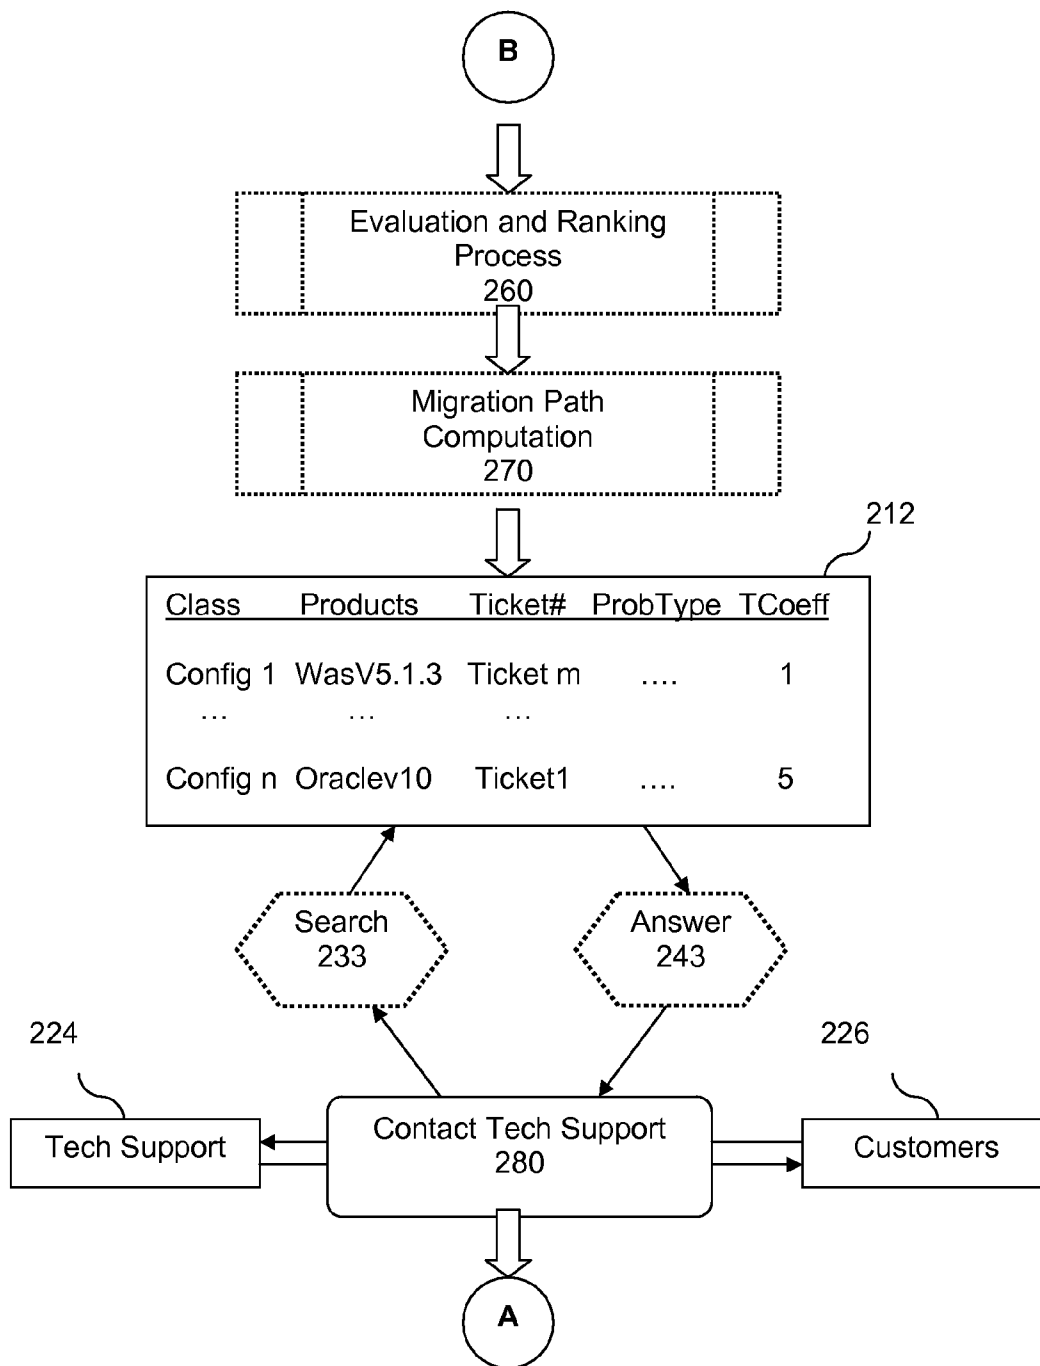 B
Evaluation and Ranking
Process
260
Migration Path
Computation
270
212
Class Products Ticket# ProbType TCoeff
Config 1 WasV5.1.3 Ticket m .... 1
... ... ...
Config n Oraclev10 Ticket1 .... 5
Search
233
Answer
243
224
226
Tech Support
Contact Tech Support
280
Customers
A